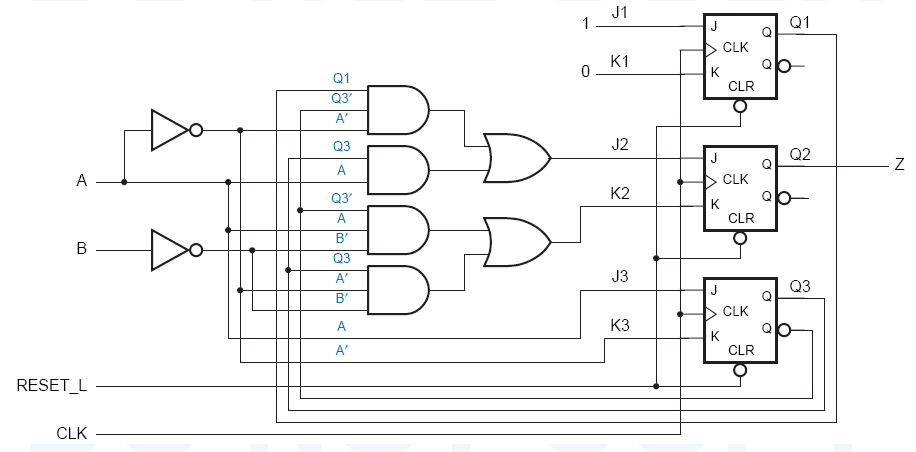 1 J1
0 K1
J Q Q1
CLK
K Q
CLR
Q1
Q3′
A′
Q3
A
Q3′
A
B′
Q3
A′
B′
A
A′
A
B
J2
K2
J3
K3
J Q Q2 Z
CLK
K Q
CLR
J Q Q3
CLK
K Q
CLR
RESET_L
CLK